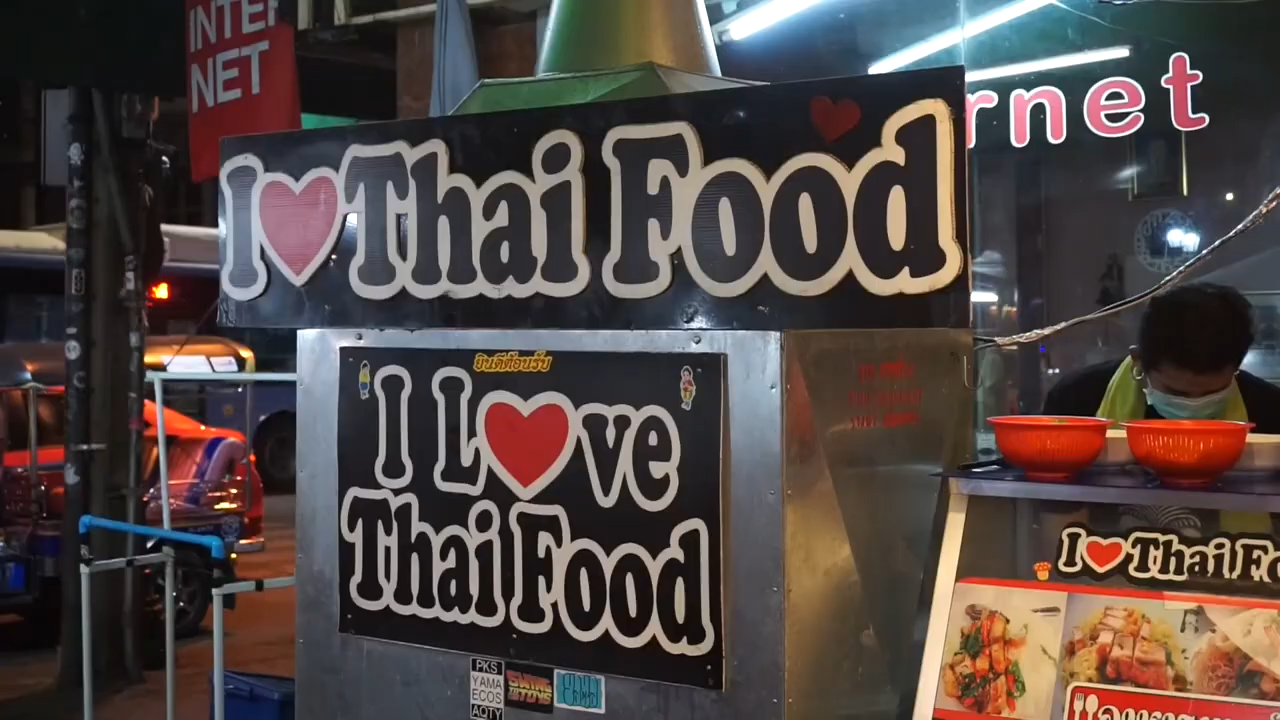 INTER
NET
rnet
I ❤ Thai Food
ยินดีต้อนรับ
I L❤ve
Thai Food
PKS
YAMA
ECOS
AQTY
I ❤ Thai Fo